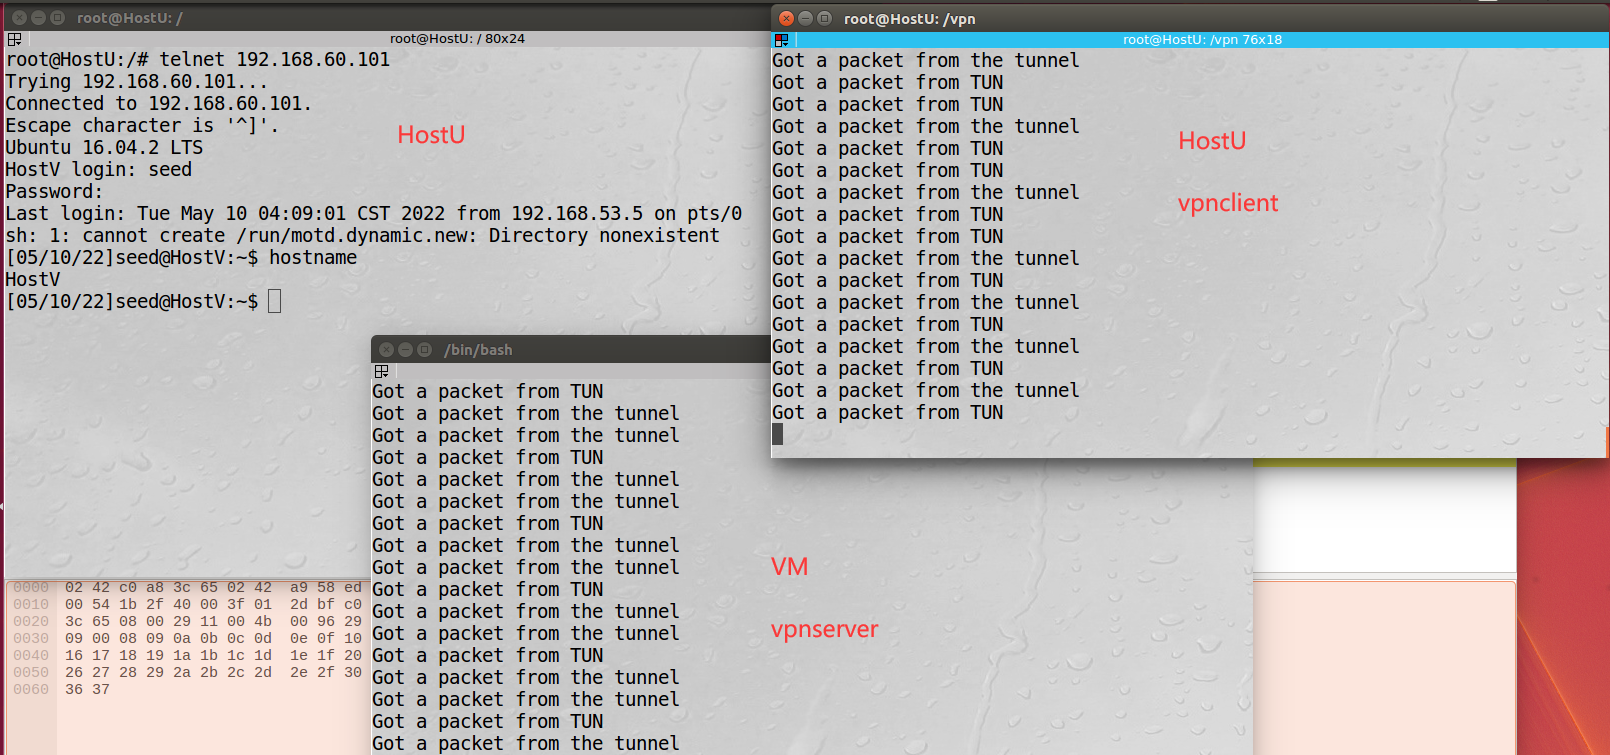 root@HostU: /
root@HostU: / 80x24
root@HostU:/# telnet 192.168.60.101
Trying 192.168.60.101...
Connected to 192.168.60.101.
Escape character is '^]'.
Ubuntu 16.04.2 LTS
HostV login: seed
Password:
Last login: Tue May 10 04:09:01 CST 2022 from 192.168.53.5 on pts/0
sh: 1: cannot create /run/motd.dynamic.new: Directory nonexistent
[05/10/22]seed@HostV:~$ hostname
HostV
[05/10/22]seed@HostV:~$
HostU
root@HostU: /vpn
root@HostU: /vpn 76x18
Got a packet from the tunnel
Got a packet from TUN
Got a packet from TUN
Got a packet from the tunnel
Got a packet from TUN
Got a packet from TUN
Got a packet from the tunnel
Got a packet from TUN
Got a packet from TUN
Got a packet from the tunnel
Got a packet from TUN
Got a packet from the tunnel
Got a packet from TUN
Got a packet from the tunnel
Got a packet from TUN
Got a packet from the tunnel
Got a packet from TUN
HostU
vpnclient
/bin/bash
Got a packet from TUN
Got a packet from the tunnel
Got a packet from the tunnel
Got a packet from TUN
Got a packet from the tunnel
Got a packet from the tunnel
Got a packet from TUN
Got a packet from the tunnel
Got a packet from the tunnel
Got a packet from TUN
Got a packet from the tunnel
Got a packet from the tunnel
Got a packet from TUN
Got a packet from the tunnel
Got a packet from the tunnel
Got a packet from TUN
Got a packet from the tunnel
VM
vpnserver
0000 02 42 c0 a8 3c 65 02 42 a9 58 ed
0010 00 54 1b 2f 40 00 3f 01 2d bf c0
0020 3c 65 08 00 29 11 00 4b 00 96 29
0030 09 00 08 09 0a 0b 0c 0d 0e 0f 10
0040 16 17 18 19 1a 1b 1c 1d 1e 1f 20
0050 26 27 28 29 2a 2b 2c 2d 2e 2f 30
0060 36 37